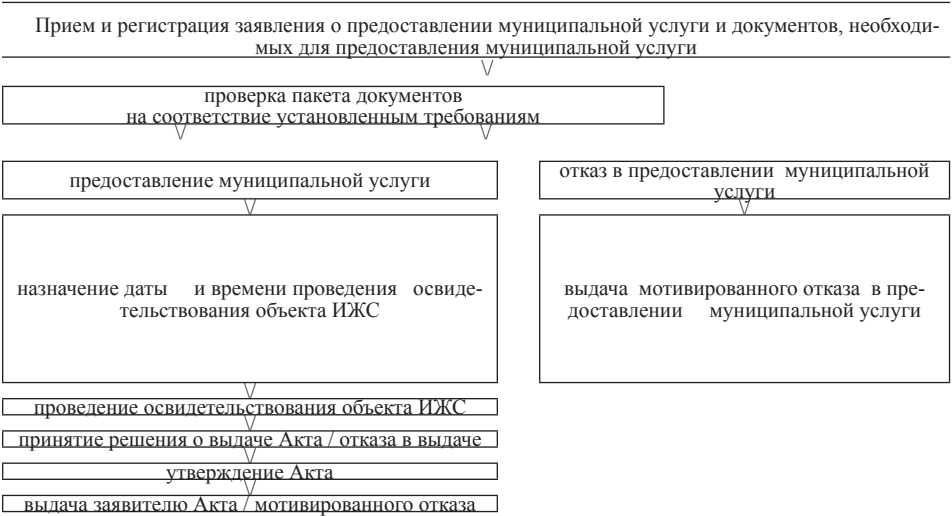 Прием и регистрация заявления о предоставлении муниципальной услуги и документов, необходи-
мых для предоставления муниципальной услуги
проверка пакета документов
на соответствие установленным требованиям
предоставление муниципальной услуги
отказ в предоставлении муниципальной
услуги
назначение даты и времени проведения освиде-
тельствования объекта ИЖС
выдача мотивированного отказа в пре-
доставлении муниципальной услуги
проведение освидетельствования объекта ИЖС
принятие решения о выдаче Акта / отказа в выдаче
утверждение Акта
выдача заявителю Акта / мотивированного отказа